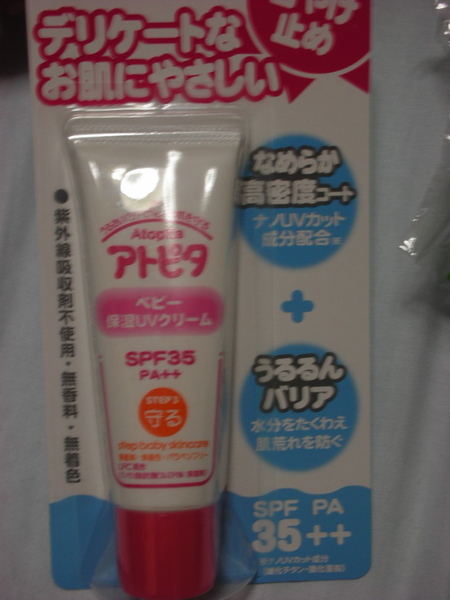 デリケートな
お肌にやさしい
止め
なめらか
高密度コート
ナノUVカット
成分配合
うるるん
バリア
水分をたくわえ
肌荒れを防ぐ
SPF PA
35++
●紫外線吸収剤不使用・無香料・無着色
Atopita
アトピタ
ベビー
保湿UVクリーム
SPF35
PA++
STEP3
守る
step baby skincare